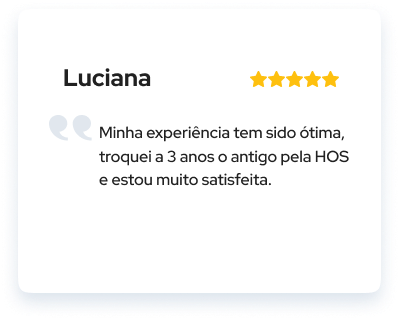 Luciana
Minha experiência tem sido ótima,
troquei a 3 anos o antigo pela HOS
e estou muito satisfeita.